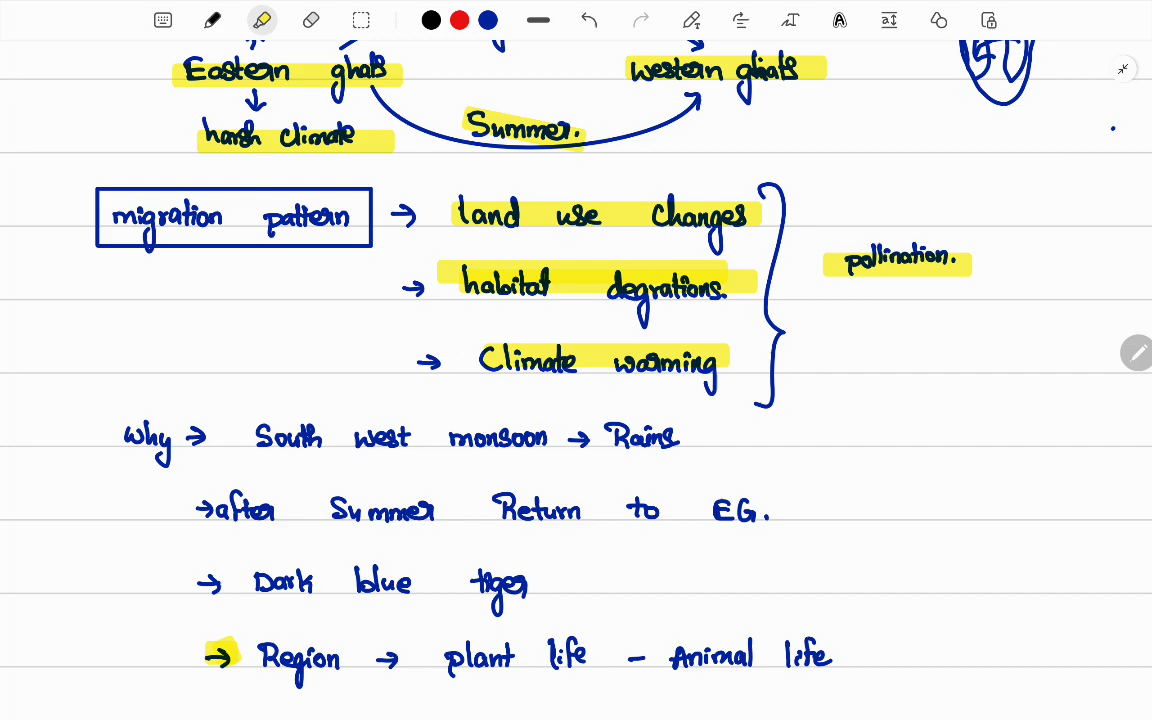 Eastern ghats western ghats
Summer.
harsh climate
migration pattern → land use changes
→ habitat degrations. pollination.
→ Climate warming
Why → South west monsoon → Rains
→ after Summer Return to EG.
→ Dark blue tiger
→ Region → plant life - Animal life